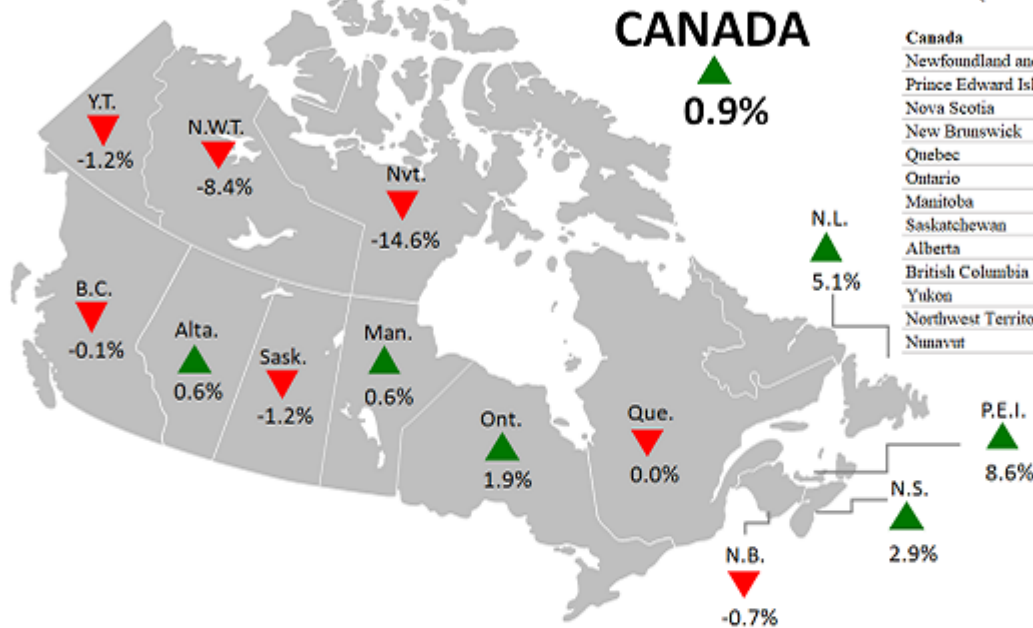 CANADA
0.9%
Y.T.
-1.2%
N.W.T.
-8.4%
Nvt.
-14.6%
B.C.
-0.1%
Alta.
0.6%
Sask.
-1.2%
Man.
0.6%
Ont.
1.9%
Que.
0.0%
N.L.
5.1%
P.E.I.
8.6%
N.S.
2.9%
N.B.
-0.7%
Canada
Newfoundland and
Prince Edward Isl
Nova Scotia
New Brunswick
Quebec
Ontario
Manitoba
Saskatchewan
Alberta
British Columbia
Yukon
Northwest Territo
Nunavut